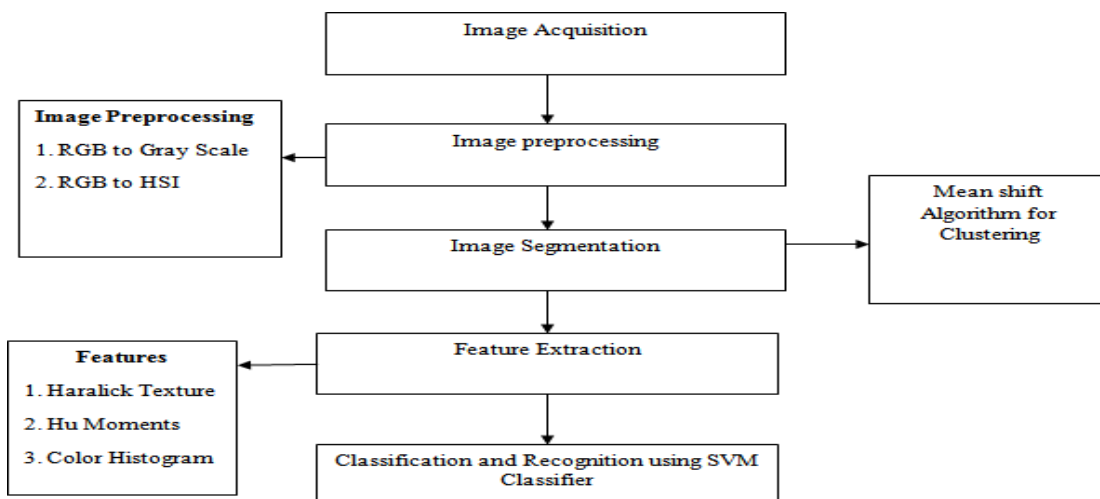 Image Acquisition
Image Preprocessing
1. RGB to Gray Scale
2. RGB to HSI
Image preprocessing
Mean shift
Algorithm for
Clustering
Image Segmentation
Features
1. Haralick Texture
2. Hu Moments
3. Color Histogram
Feature Extraction
Classification and Recognition using SVM
Classifier